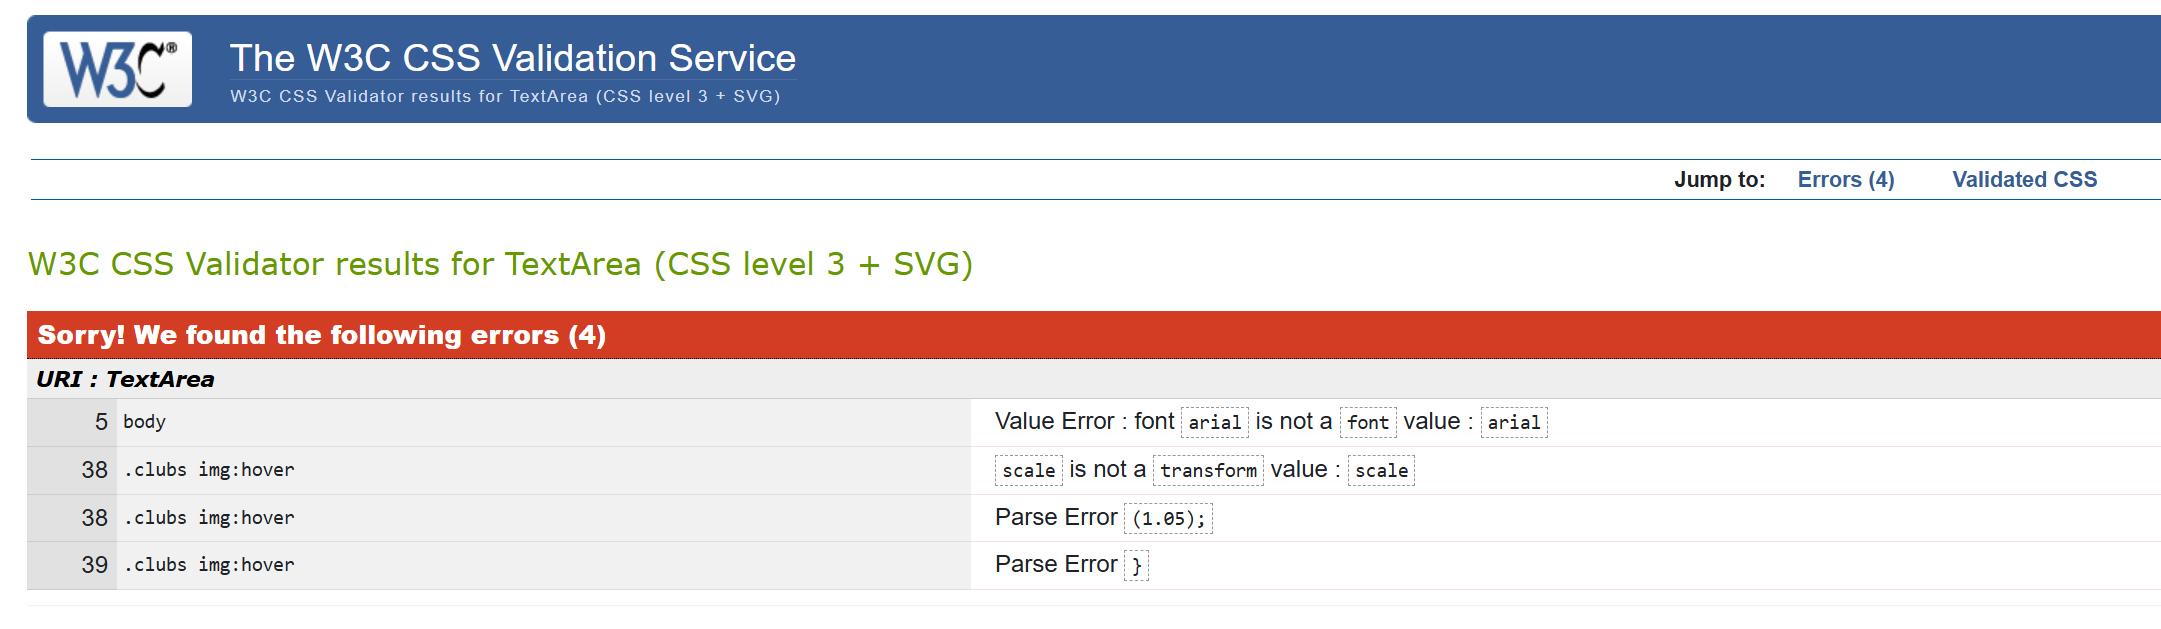 W3C®
The W3C CSS Validation Service
W3C CSS Validator results for TextArea (CSS level 3 + SVG)
Jump to: Errors (4) Validated CSS
W3C CSS Validator results for TextArea (CSS level 3 + SVG)
Sorry! We found the following errors (4)
URI : TextArea
5 body Value Error : font arial is not a font value : arial
38 .clubs img:hover scale is not a transform value : scale
38 .clubs img:hover Parse Error (1.05);
39 .clubs img:hover Parse Error }